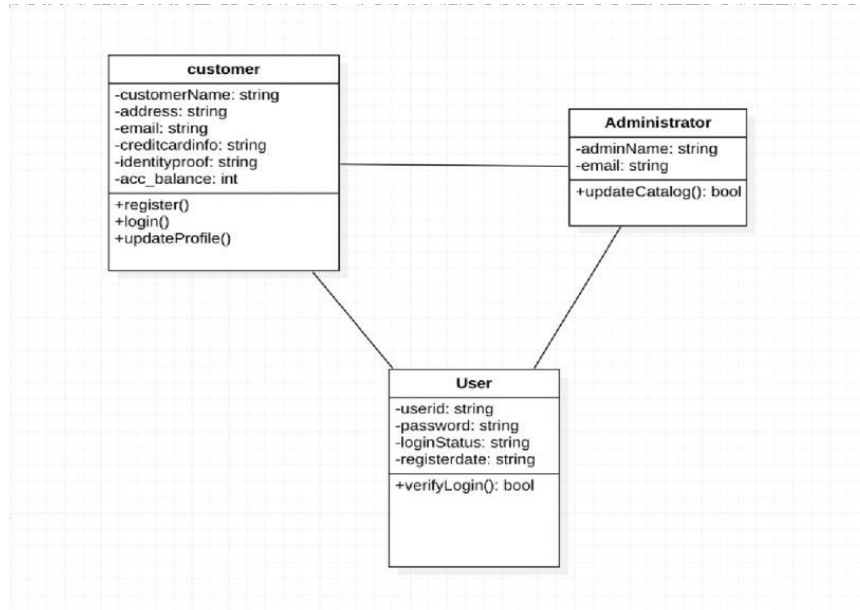 customer
-customerName: string
-address: string
-email: string
-creditcardinfo: string
-identityproof: string
-acc_balance: int
+register()
+login()
+updateProfile()
Administrator
-adminName: string
-email: string
+updateCatalog(): bool
User
-userid: string
-password: string
-loginStatus: string
-registerdate: string
+verifyLogin(): bool